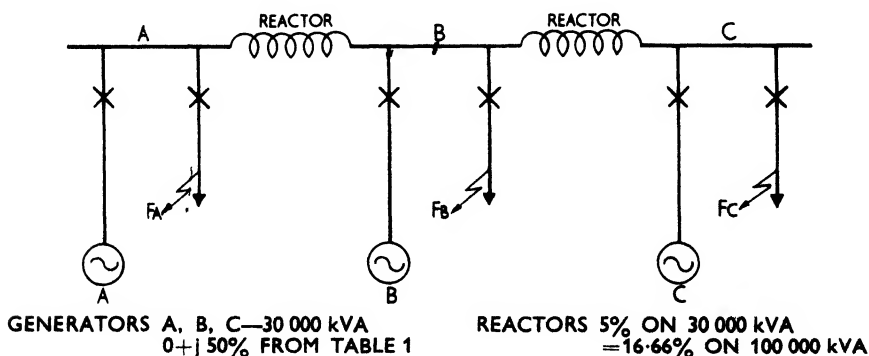 A REACTOR B REACTOR C
FA FB FC
A B C
GENERATORS A, B, C—30 000 kVA
0+j 50% FROM TABLE 1
REACTORS 5% ON 30 000 kVA
=16·66% ON 100 000 kVA